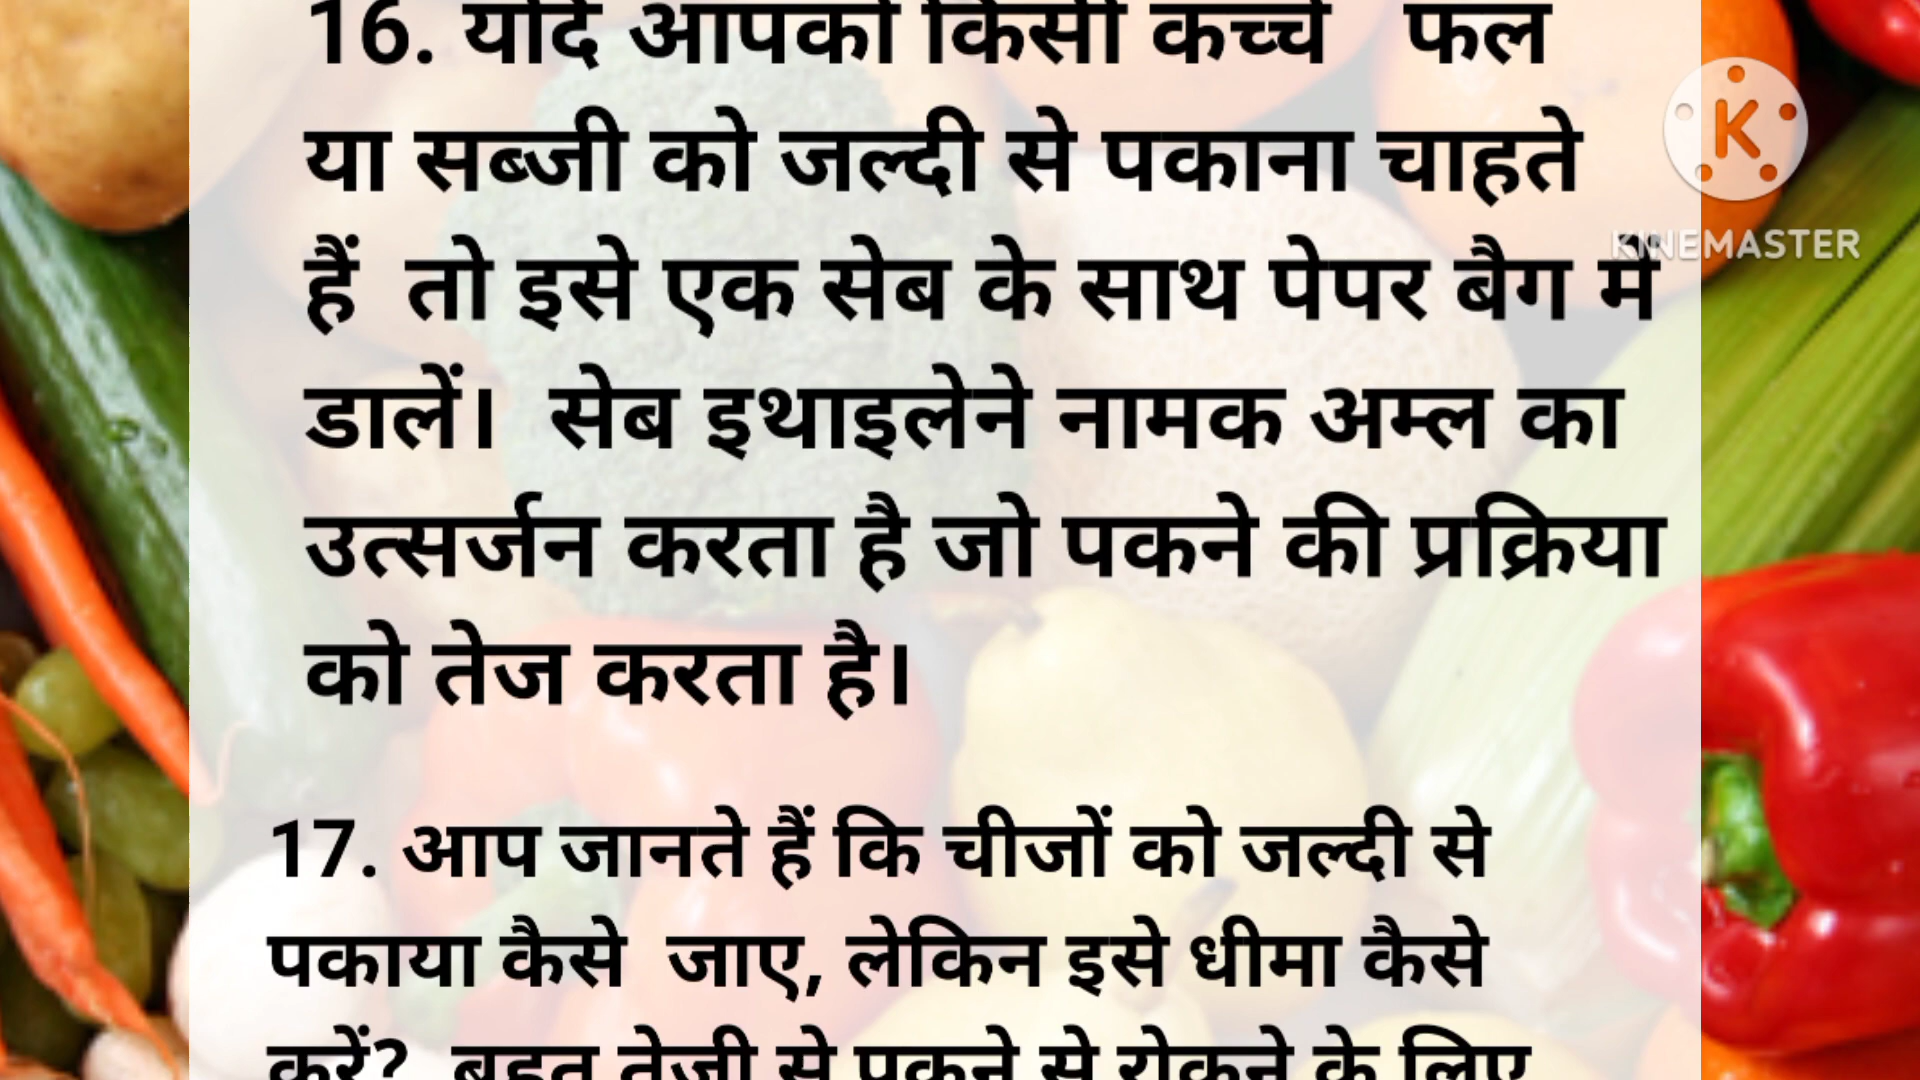 16. यदि आपको किसी कच्चे फल
या सब्जी को जल्दी से पकाना चाहते
हैं तो इसे एक सेब के साथ पेपर बैग में
डालें। सेब इथाइलेने नामक अम्ल का
उत्सर्जन करता है जो पकने की प्रक्रिया
को तेज करता है।
17. आप जानते हैं कि चीजों को जल्दी से
पकाया कैसे जाए, लेकिन इसे धीमा कैसे
करें? बहुत तेजी से पकने से रोकने के लिए
K
KINEMASTER